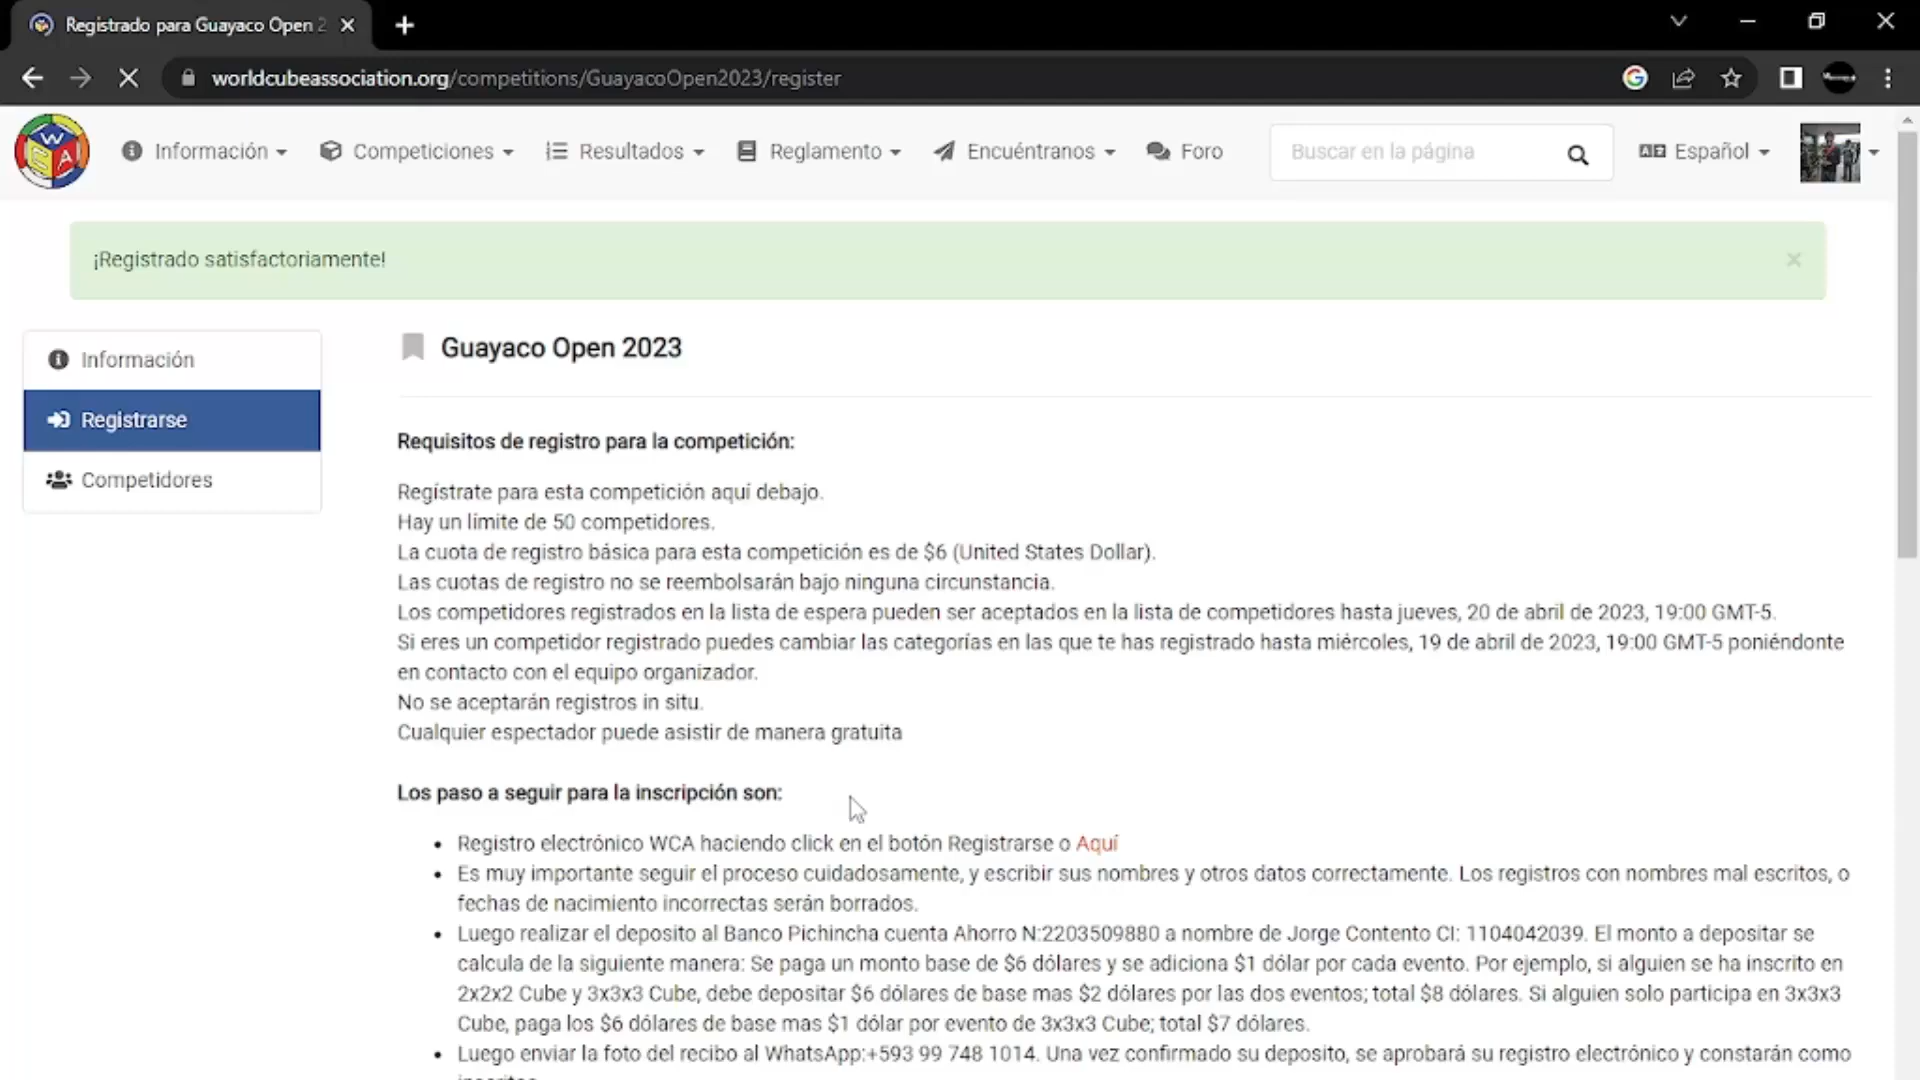 Registrado para Guayaco Open 2
worldcubeassociation.org/competitions/GuayacoOpen2023/register
WCA
Información
Competiciones
Resultados
Reglamento
Encuéntranos
Foro
Buscar en la página
Español
¡Registrado satisfactoriamente!
Información
Registrarse
Competidores
Guayaco Open 2023
Requisitos de registro para la competición:
Regístrate para esta competición aquí debajo.
Hay un límite de 50 competidores.
La cuota de registro básica para esta competición es de $6 (United States Dollar).
Las cuotas de registro no se reembolsarán bajo ninguna circunstancia.
Los competidores registrados en la lista de espera pueden ser aceptados en la lista de competidores hasta jueves, 20 de abril de 2023, 19:00 GMT-5.
Si eres un competidor registrado puedes cambiar las categorías en las que te has registrado hasta miércoles, 19 de abril de 2023, 19:00 GMT-5 poniéndonte
en contacto con el equipo organizador.
No se aceptarán registros in situ.
Cualquier espectador puede asistir de manera gratuita
Los paso a seguir para la inscripción son:
• Registro electrónico WCA haciendo click en el botón Registrarse o Aquí
• Es muy importante seguir el proceso cuidadosamente, y escribir sus nombres y otros datos correctamente. Los registros con nombres mal escritos, o
fechas de nacimiento incorrectas serán borrados.
• Luego realizar el deposito al Banco Pichincha cuenta Ahorro N:2203509880 a nombre de Jorge Contento CI: 1104042039. El monto a depositar se
calcula de la siguiente manera: Se paga un monto base de $6 dólares y se adiciona $1 dólar por cada evento. Por ejemplo, si alguien se ha inscrito en
2x2x2 Cube y 3x3x3 Cube, debe depositar $6 dólares de base mas $2 dólares por las dos eventos; total $8 dólares. Si alguien solo participa en 3x3x3
Cube, paga los $6 dólares de base mas $1 dólar por evento de 3x3x3 Cube; total $7 dólares.
• Luego enviar la foto del recibo al WhatsApp:+593 99 748 1014. Una vez confirmado su deposito, se aprobará su registro electrónico y constarán como